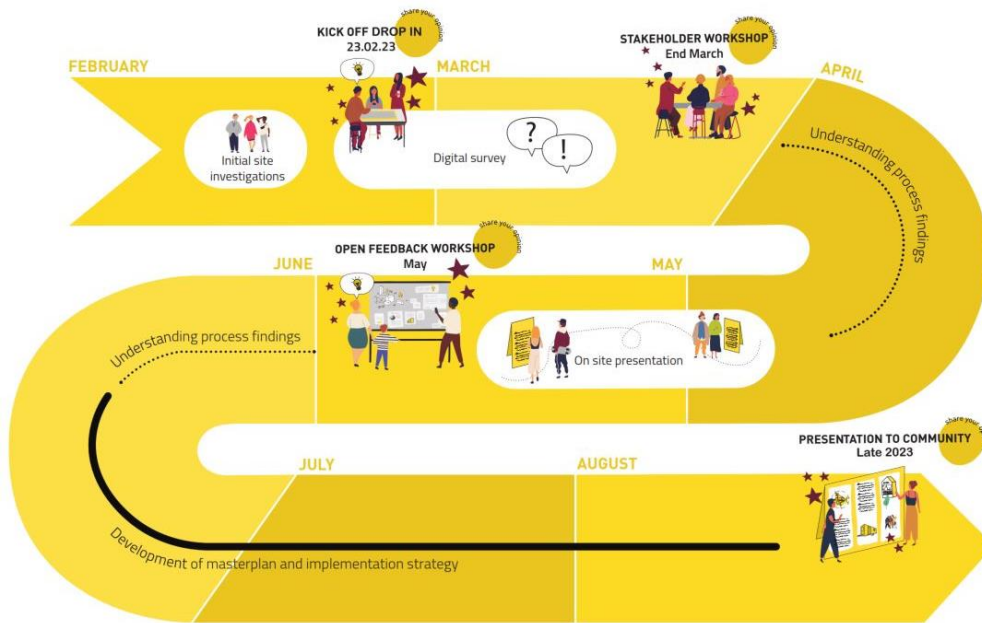 share your opinion
KICK OFF DROP IN
23.02.23
share your opinion
STAKEHOLDER WORKSHOP
End March
FEBRUARY
MARCH
APRIL
Initial site
investigations
Digital survey
?
!
Understanding process findings
share your opinion
OPEN FEEDBACK WORKSHOP
May
JUNE
MAY
Understanding process findings
On site presentation
share your opinion
PRESENTATION TO COMMUNITY
Late 2023
JULY
AUGUST
Development of masterplan and implementation strategy